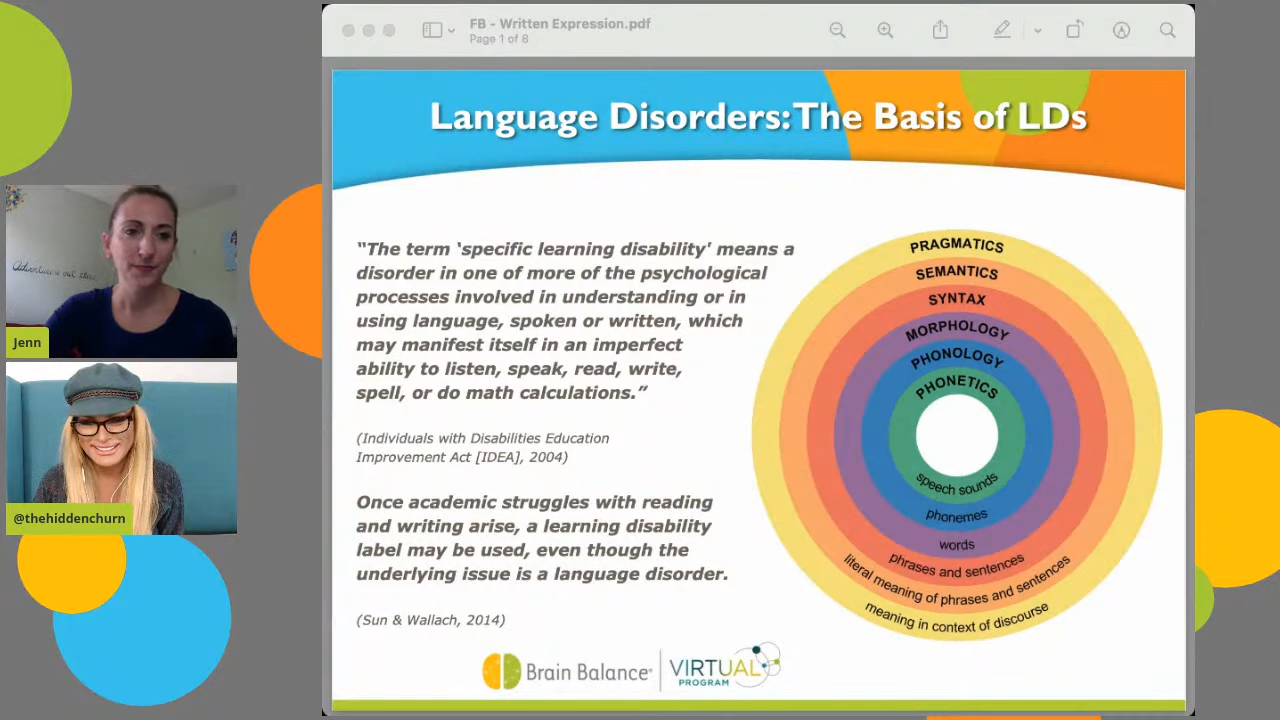 FB - Written Expression.pdf
Page 1 of 8
Language Disorders: The Basis of LDs
Adventure is out there
Jenn
@thehiddenchurn
“The term ‘specific learning disability’ means a
disorder in one of more of the psychological
processes involved in understanding or in
using language, spoken or written, which
may manifest itself in an imperfect
ability to listen, speak, read, write,
spell, or do math calculations.”
(Individuals with Disabilities Education
Improvement Act [IDEA], 2004)
Once academic struggles with reading
and writing arise, a learning disability
label may be used, even though the
underlying issue is a language disorder.
(Sun & Wallach, 2014)
PRAGMATICS
SEMANTICS
SYNTAX
MORPHOLOGY
PHONOLOGY
PHONETICS
speech sounds
phonemes
words
phrases and sentences
literal meaning of phrases and sentences
meaning in context of discourse
Brain Balance
VIRTUAL
PROGRAM